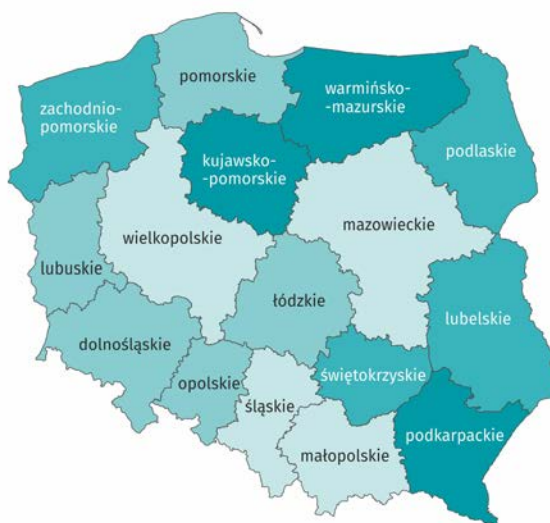 pomorskie
warmińsko-
-mazurskie
zachodnio-
pomorskie
podlaskie
kujawsko-
-pomorskie
mazowieckie
wielkopolskie
lubuskie
łódzkie
lubelskie
dolnośląskie
świętokrzyskie
opolskie
śląskie
podkarpackie
małopolskie